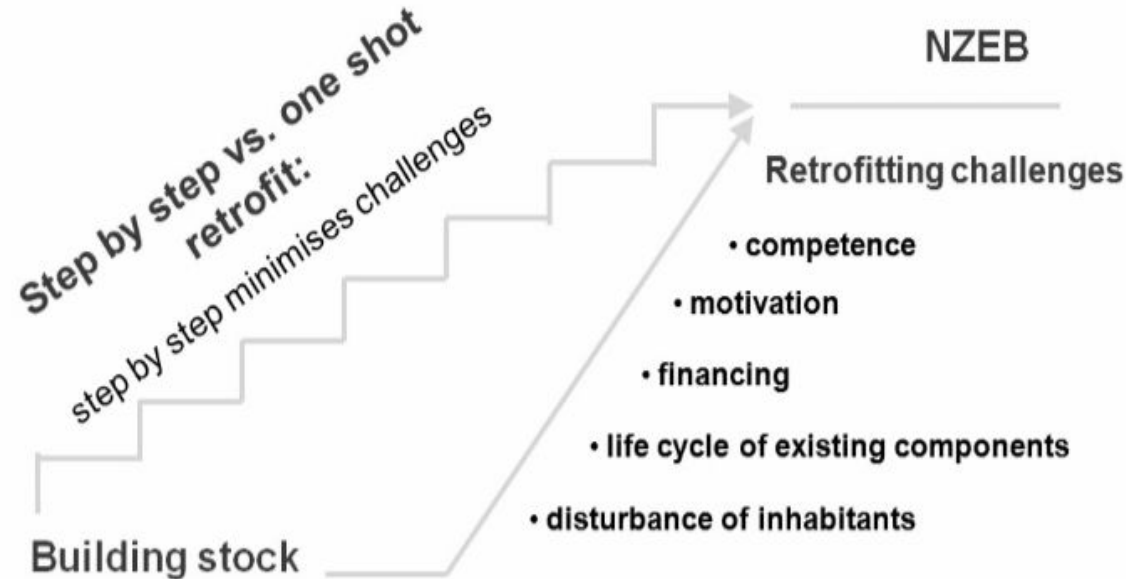 Step by step vs. one shot
retrofit:
step by step minimises challenges
NZEB
Retrofitting challenges
• competence
• motivation
• financing
• life cycle of existing components
• disturbance of inhabitants
Building stock